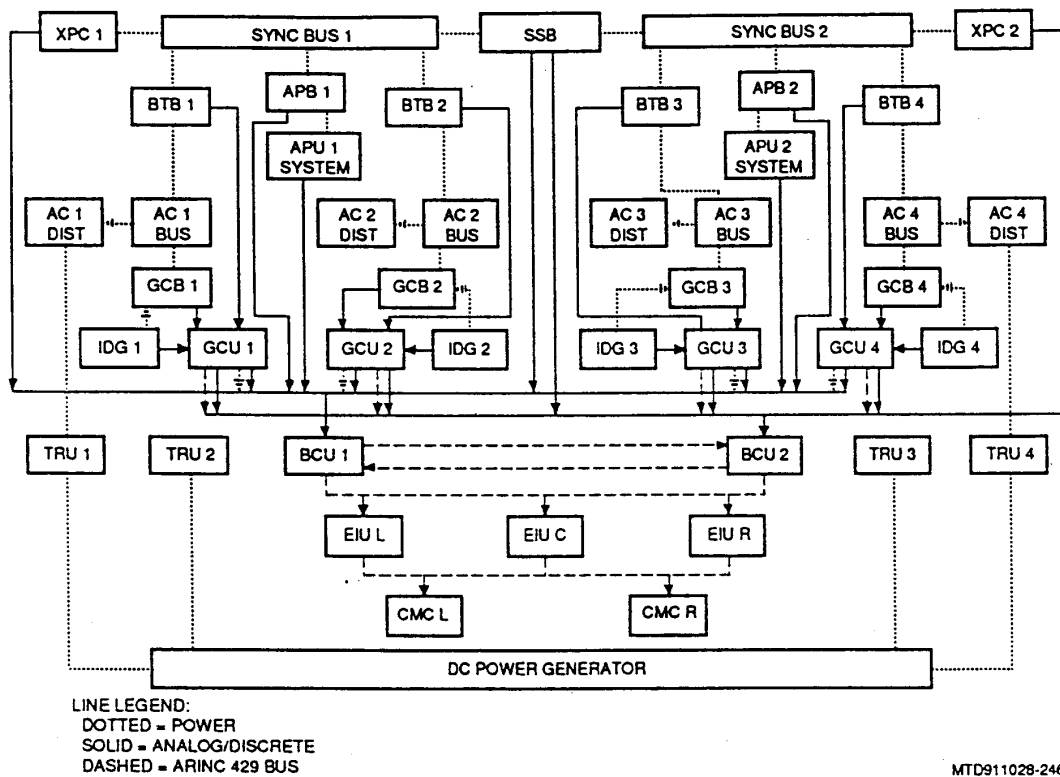 XPC 1
SYNC BUS 1
SSB
SYNC BUS 2
XPC 2
BTB 1
APB 1
BTB 2
BTB 3
APB 2
BTB 4
APU 1
SYSTEM
APU 2
SYSTEM
AC 1
DIST
AC 1
BUS
AC 2
DIST
AC 2
BUS
AC 3
DIST
AC 3
BUS
AC 4
BUS
AC 4
DIST
GCB 1
GCB 2
GCB 3
GCB 4
IDG 1
GCU 1
GCU 2
IDG 2
IDG 3
GCU 3
GCU 4
IDG 4
TRU 1
TRU 2
BCU 1
BCU 2
TRU 3
TRU 4
EIU L
EIU C
EIU R
CMC L
CMC R
DC POWER GENERATOR
LINE LEGEND:
DOTTED = POWER
SOLID = ANALOG/DISCRETE
DASHED = ARINC 429 BUS
MTD911028-246